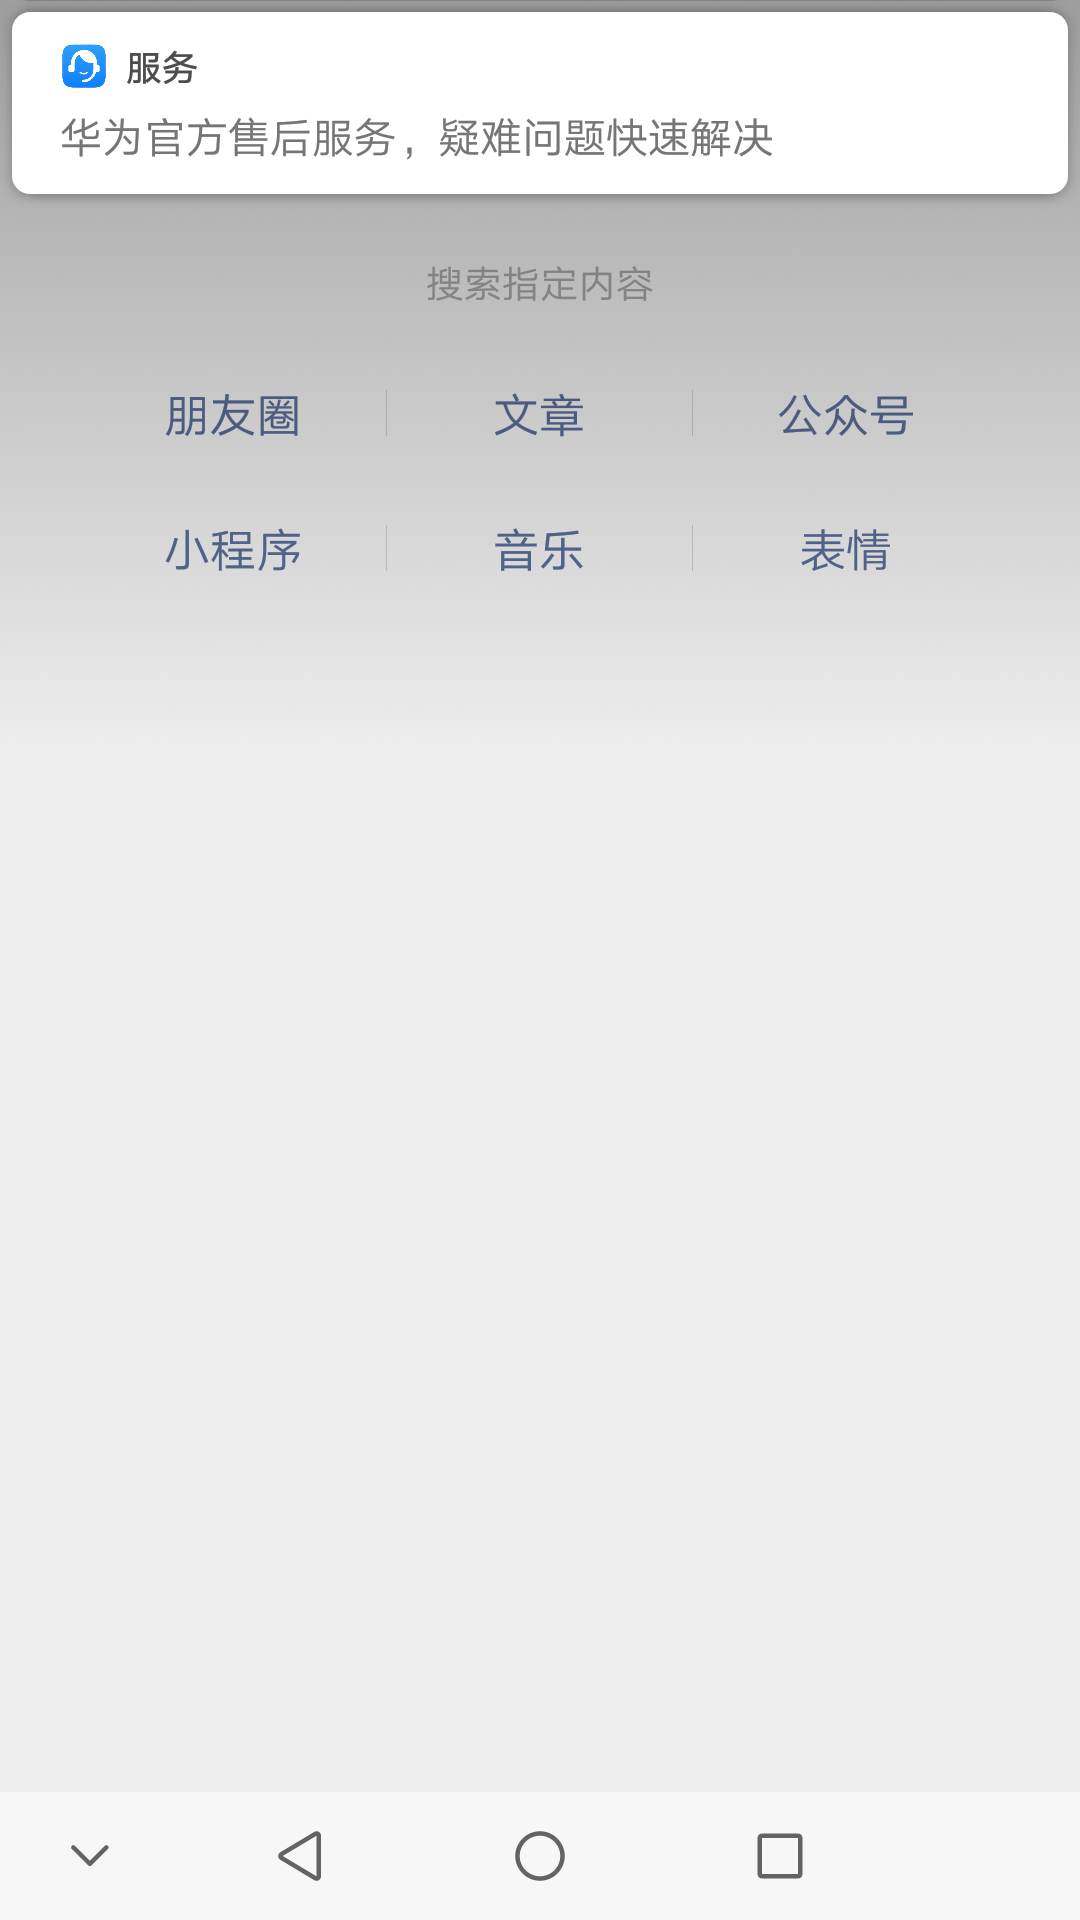 服务
华为官方售后服务，疑难问题快速解决
搜索指定内容
朋友圈 文章 公众号
小程序 音乐 表情